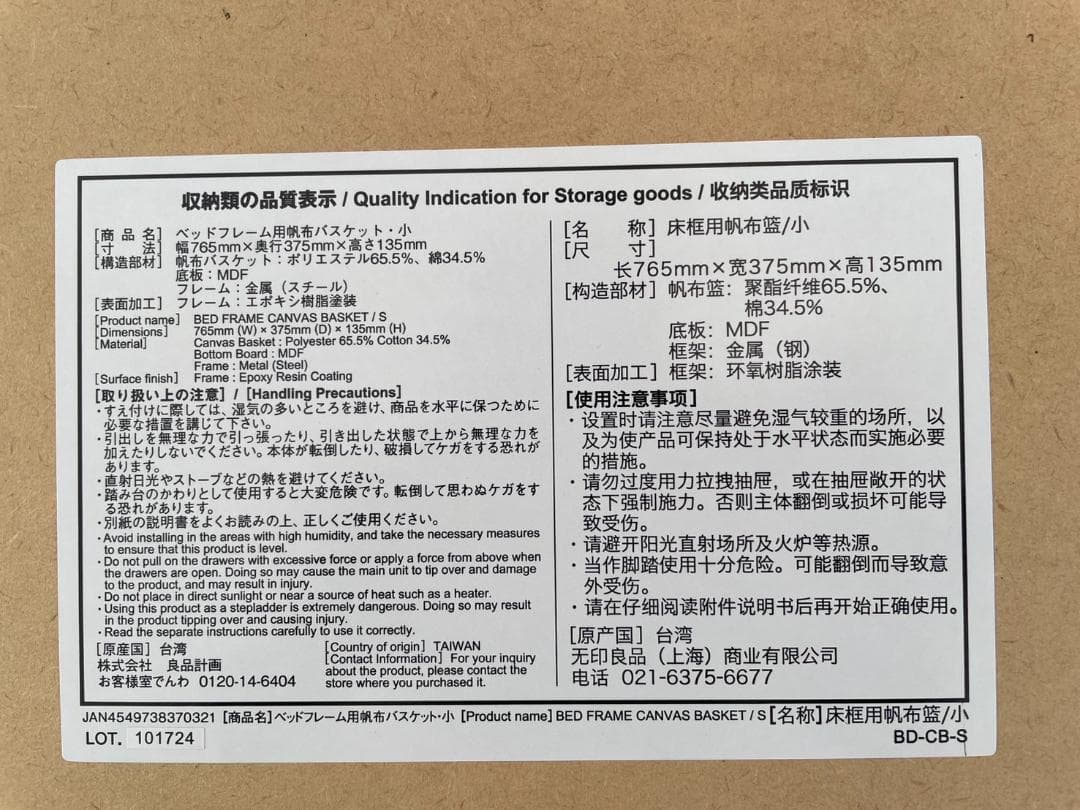 収納類の品質表示 / Quality Indication for Storage goods / 收纳类品质标识
[商 品 名] ベッドフレーム用帆布バスケット・小
[寸　　法] 幅765mm×奥行375mm×高さ135mm
[構造部材] 帆布バスケット：ポリエステル65.5%、綿34.5%
底板：MDF
フレーム：金属（スチール）
[表面加工] フレーム：エポキシ樹脂塗装
[Product name] BED FRAME CANVAS BASKET / S
[Dimensions] 765mm (W) × 375mm (D) × 135mm (H)
[Material] Canvas Basket : Polyester 65.5% Cotton 34.5%
Bottom Board : MDF
Frame : Metal (Steel)
[Surface finish] Frame : Epoxy Resin Coating
[取り扱い上の注意] / [Handling Precautions]
・すえ付けに際しては、湿気の多いところを避け、商品を水平に保つために
必要な措置を講じて下さい。
・引出しを無理な力で引っ張ったり、引き出した状態で上から無理な力を
加えたりしないでください。本体が転倒したり、破損してケガをする恐れが
あります。
・直射日光やストーブなどの熱を避けてください。
・踏み台のかわりとして使用すると大変危険です。転倒して思わぬケガをす
る恐れがあります。
・別紙の説明書をよくお読みの上、正しくご使用ください。
・Avoid installing in the areas with high humidity, and take the necessary measures
to ensure that this product is level.
・Do not pull on the drawers with excessive force or apply a force from above when
the drawers are open. Doing so may cause the main unit to tip over and damage
to the product, and may result in injury.
・Do not place in direct sunlight or near a source of heat such as a heater.
・Using this product as a stepladder is extremely dangerous. Doing so may result
in the product tipping over and causing injury.
・Read the separate instructions carefully to use it correctly.
[原産国] 台湾
株式会社　良品計画
お客様室でんわ 0120-14-6404
[Country of origin] TAIWAN
[Contact Information] For your inquiry
about the product, please contact the
store where you purchased it.
[名　　称] 床框用帆布篮/小
[尺　　寸]
长765mm×宽375mm×高135mm
[构造部材] 帆布篮：聚酯纤维65.5%、
棉34.5%
底板：MDF
框架：金属（钢）
[表面加工] 框架：环氧树脂涂装
[使用注意事项]
・设置时请注意尽量避免湿气较重的场所，以
及为使产品可保持处于水平状态而实施必要
的措施。
・请勿过度用力拉拽抽屉，或在抽屉敞开的状
态下强制施力。否则主体翻倒或损坏可能导
致受伤。
・请避开阳光直射场所及火炉等热源。
・当作脚踏使用十分危险。可能翻倒而导致意
外受伤。
・请在仔细阅读附件说明书后再开始正确使用。
[原产国] 台湾
无印良品（上海）商业有限公司
电话 021-6375-6677
JAN4549738370321 [商品名]ベッドフレーム用帆布バスケット・小 [Product name] BED FRAME CANVAS BASKET / S [名称]床框用帆布篮/小
LOT. 101724
BD-CB-S